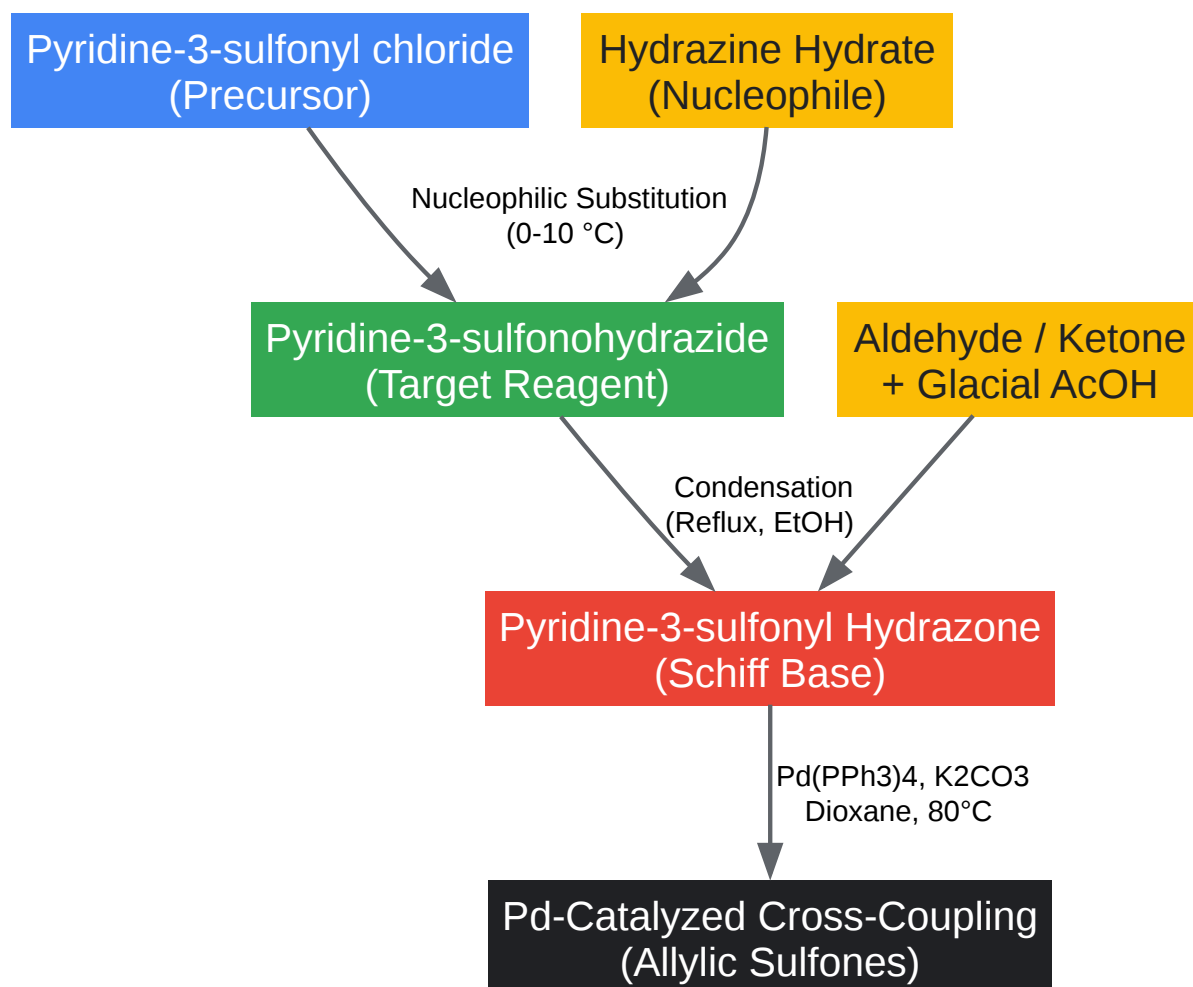 Pyridine-3-sulfonyl chloride
(Precursor)
Hydrazine Hydrate
(Nucleophile)
Nucleophilic Substitution
(0-10 °C)
Pyridine-3-sulfonohydrazide
(Target Reagent)
Aldehyde / Ketone
+ Glacial AcOH
Condensation
(Reflux, EtOH)
Pyridine-3-sulfonyl Hydrazone
(Schiff Base)
Pd(PPh3)4, K2CO3
Dioxane, 80°C
Pd-Catalyzed Cross-Coupling
(Allylic Sulfones)